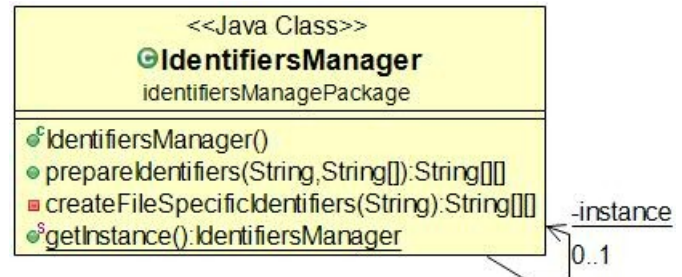 <<Java Class>>
IdentifiersManager
identifiersManagePackage
IdentifiersManager()
prepareIdentifiers(String,String[]):String[][]
createFileSpecificIdentifiers(String):String[][]
getInstance():IdentifiersManager
-instance
0..1